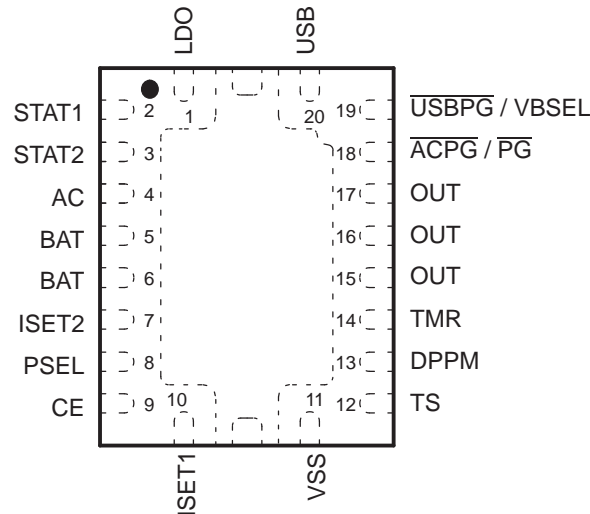 LDO
USB
1
20
STAT1 2
19 USBPG / VBSEL
STAT2 3
18 ACPG / PG
AC 4
17 OUT
BAT 5
16 OUT
BAT 6
15 OUT
ISET2 7
14 TMR
PSEL 8
13 DPPM
CE 9
12 TS
10
11
ISET1
VSS